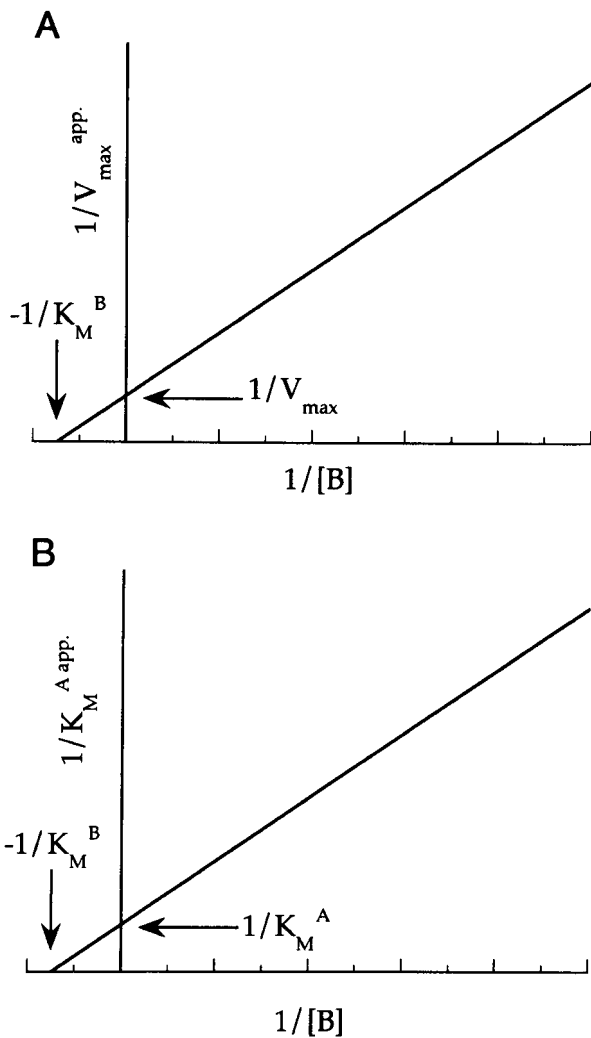 A
1/V_max^app.
-1/K_M^B
1/V_max
1/[B]
B
1/K_M^A app.
-1/K_M^B
1/K_M^A
1/[B]